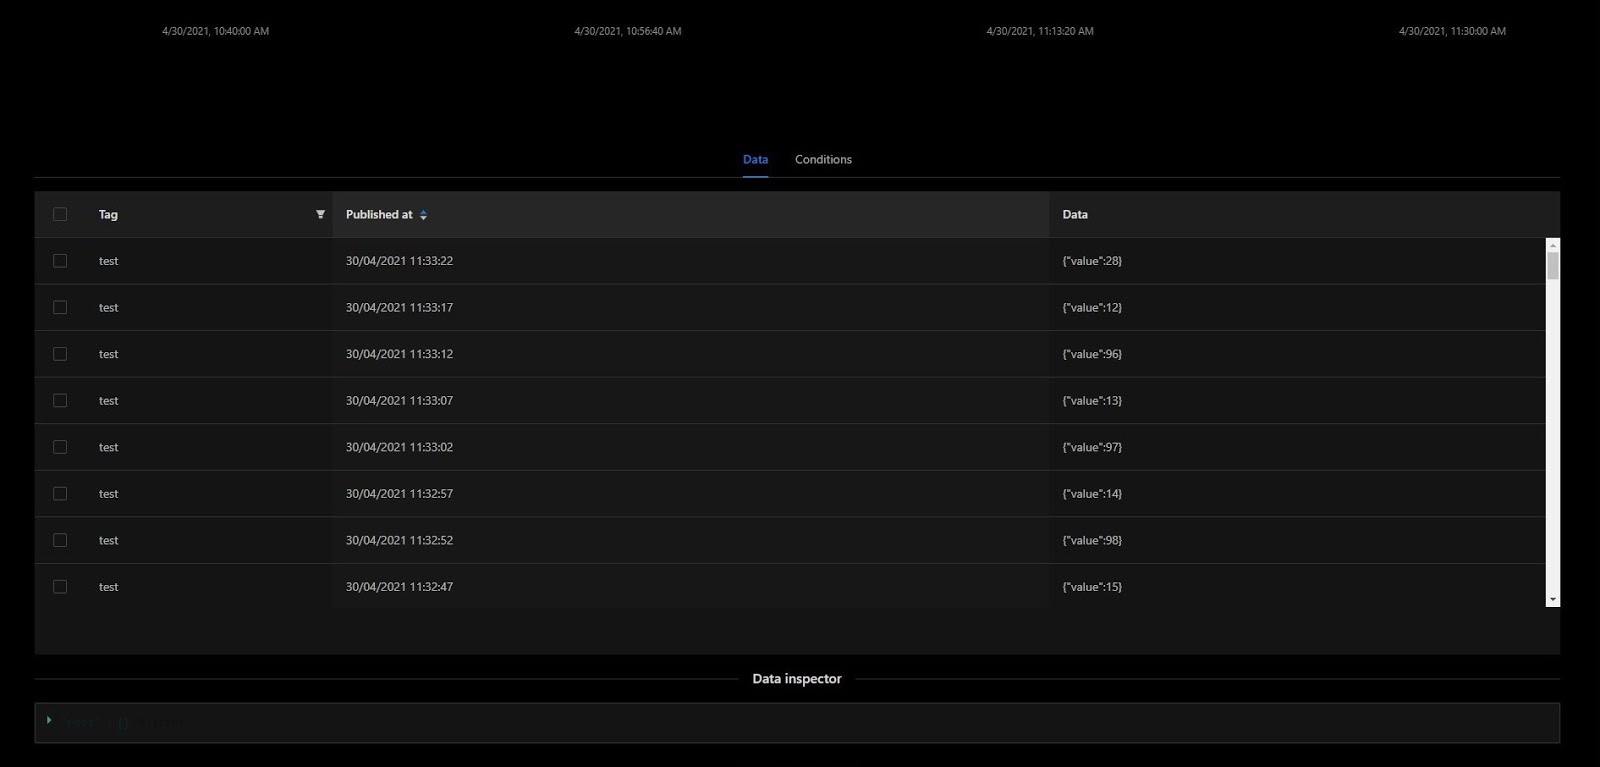 4/30/2021, 10:40:00 AM 4/30/2021, 10:56:40 AM 4/30/2021, 11:13:20 AM 4/30/2021, 11:30:00 AM
Data Conditions
Tag Published at Data
test 30/04/2021 11:33:22 {"value":28}
test 30/04/2021 11:33:17 {"value":12}
test 30/04/2021 11:33:12 {"value":96}
test 30/04/2021 11:33:07 {"value":13}
test 30/04/2021 11:33:02 {"value":97}
test 30/04/2021 11:32:57 {"value":14}
test 30/04/2021 11:32:52 {"value":98}
test 30/04/2021 11:32:47 {"value":15}
Data inspector
{}